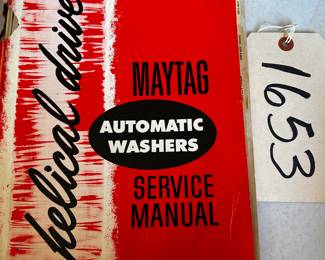 helical drive
MAYTAG
AUTOMATIC
WASHERS
SERVICE
MANUAL
1653